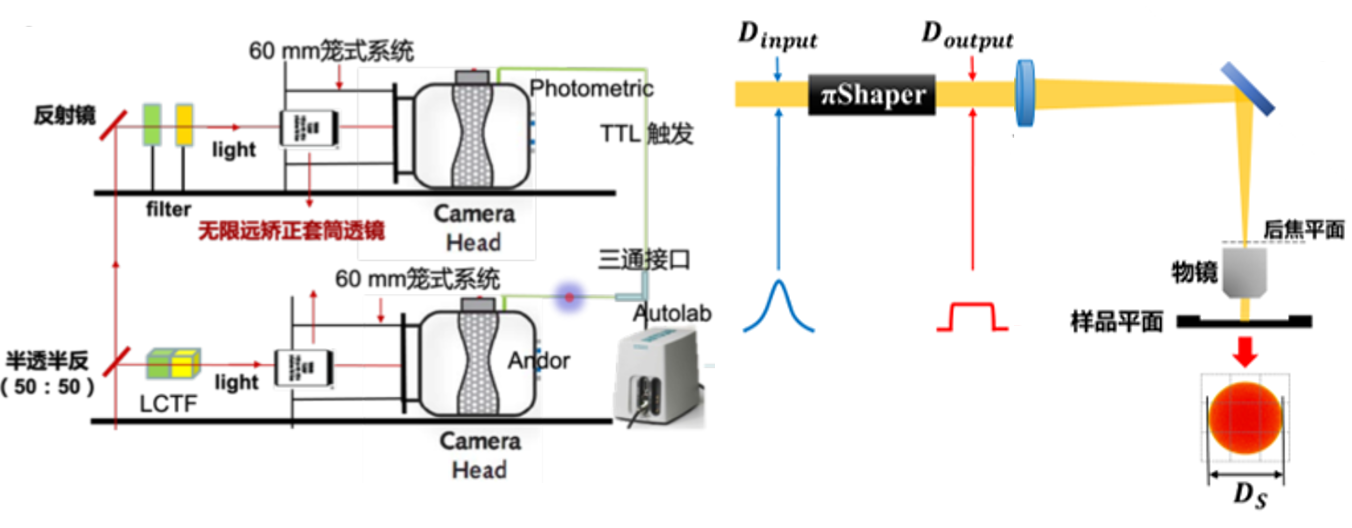 60 mm笼式系统
Photometric
反射镜
light
TTL 触发
filter
无限远矫正套筒透镜
Camera
Head
三通接口
60 mm笼式系统
Autolab
半透半反
（50：50）
light
Andor
LCTF
Camera
Head
Dinput
Doutput
πShaper
后焦平面
物镜
样品平面
DS